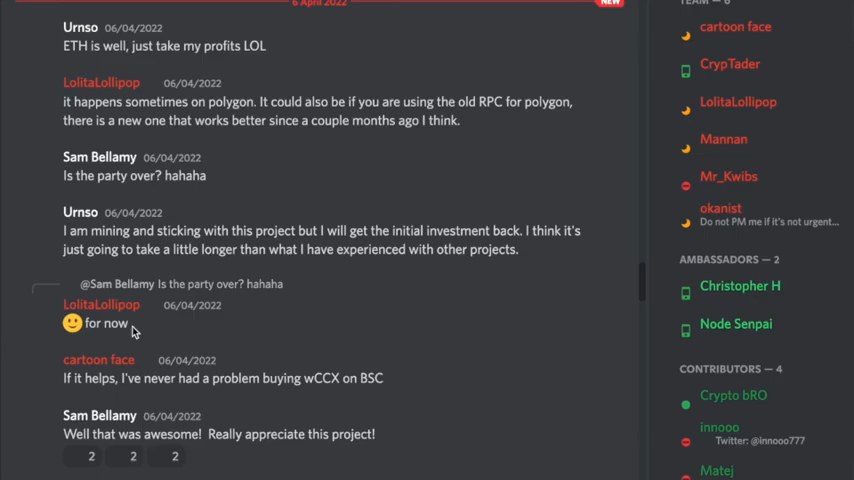 6 April 2022
NEW
Urnso 06/04/2022
ETH is well, just take my profits LOL
LolitaLollipop 06/04/2022
it happens sometimes on polygon. It could also be if you are using the old RPC for polygon,
there is a new one that works better since a couple months ago I think.
Sam Bellamy 06/04/2022
Is the party over? hahaha
Urnso 06/04/2022
I am mining and sticking with this project but I will get the initial investment back. I think it's
just going to take a little longer than what I have experienced with other projects.
@Sam Bellamy Is the party over? hahaha
LolitaLollipop 06/04/2022
for now
cartoon face 06/04/2022
If it helps, I've never had a problem buying wCCX on BSC
Sam Bellamy 06/04/2022
Well that was awesome! Really appreciate this project!
2 2 2
TEAM — 6
cartoon face
CrypTader
LolitaLollipop
Mannan
Mr_Kwibs
okanist
Do not PM me if it's not urgent...
AMBASSADORS — 2
Christopher H
Node Senpai
CONTRIBUTORS — 4
Crypto bRO
innooo
Twitter: @innooo777
Matej